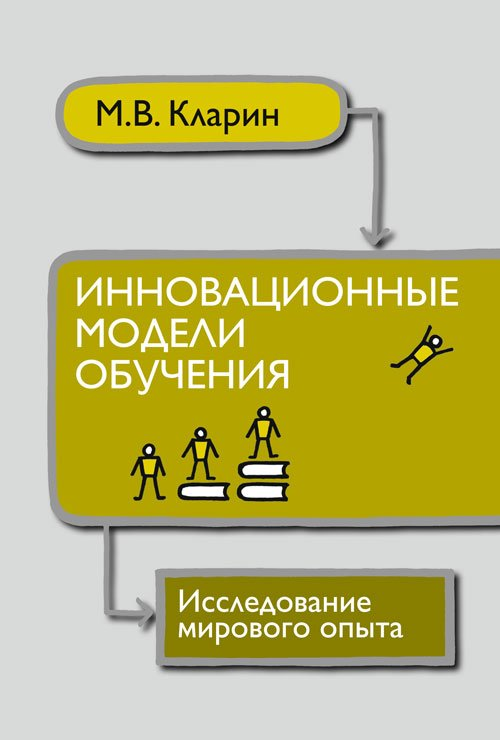 М.В. Кларин
ИННОВАЦИОННЫЕ
МОДЕЛИ
ОБУЧЕНИЯ
Исследование
мирового опыта